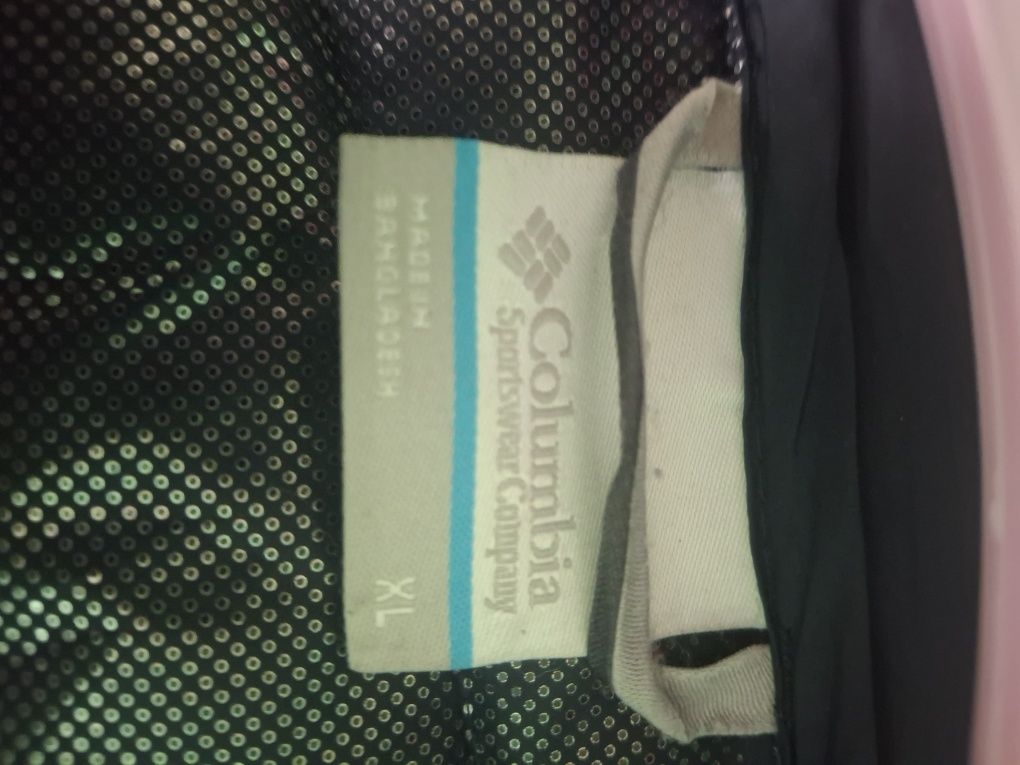 Columbia
Sportswear Company
MADE IN
BANGLADESH
XL